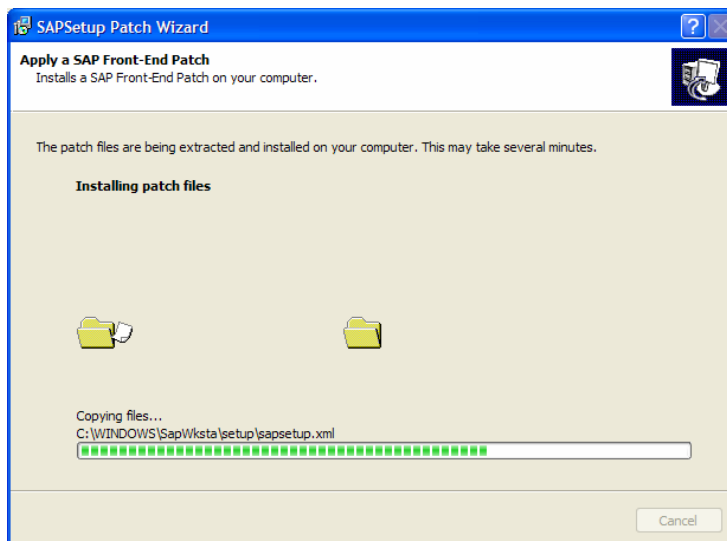 SAPSetup Patch Wizard
Apply a SAP Front-End Patch
Installs a SAP Front-End Patch on your computer.
The patch files are being extracted and installed on your computer. This may take several minutes.
Installing patch files
Copying files...
C:\WINDOWS\SapWksta\setup\sapsetup.xml
Cancel